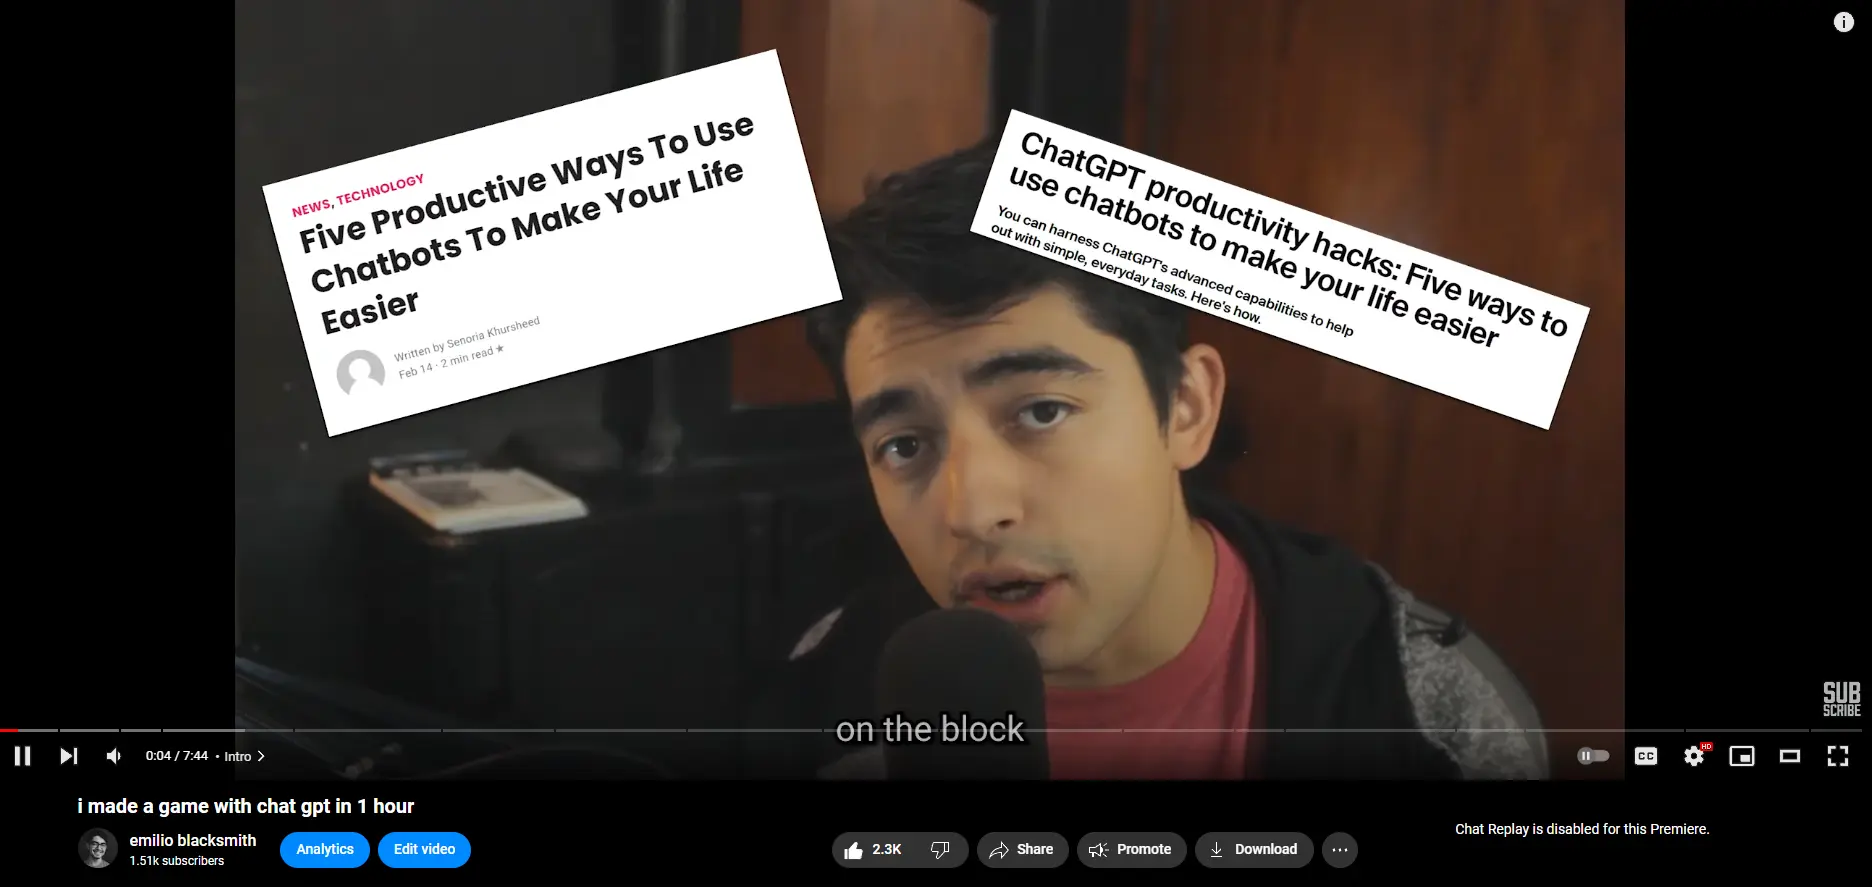 NEWS, TECHNOLOGY
Five Productive Ways To Use
Chatbots To Make Your Life
Easier
Written by Senoria Khursheed
Feb 14 · 2 min read ★
ChatGPT productivity hacks: Five ways to
use chatbots to make your life easier
You can harness ChatGPT's advanced capabilities to help
out with simple, everyday tasks. Here's how.
SUB
SCRIBE
on the block
0:04 / 7:44 • Intro >
CC
HD
i made a game with chat gpt in 1 hour
emilio blacksmith
1.51k subscribers
Analytics
Edit video
2.3K
Share
Promote
Download
Chat Replay is disabled for this Premiere.